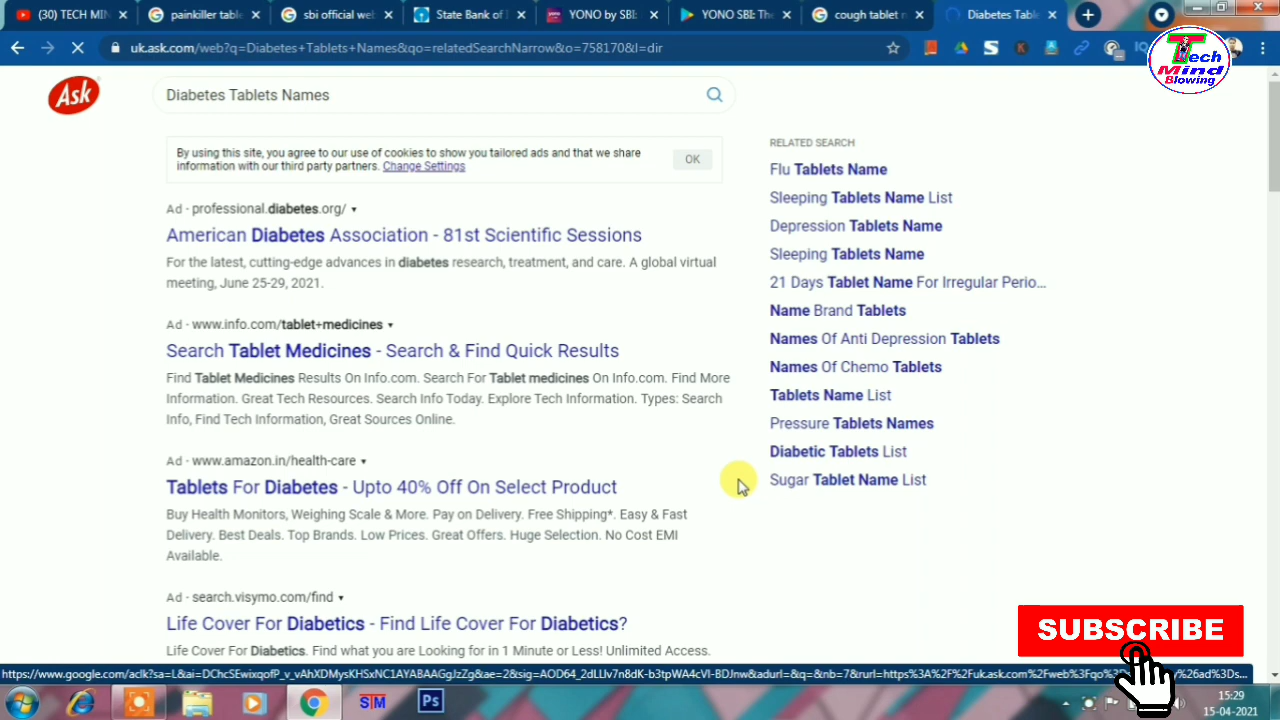 (30) TECH MIN
painkiller table
sbi official web
State Bank of I
YONO by SBI:
YONO SBI: The
cough tablet n
Diabetes Table
uk.ask.com/web?q=Diabetes+Tablets+Names&qo=relatedSearchNarrow&o=758170&l=dir
Tech
Mind
Blowing
Ask
Diabetes Tablets Names
By using this site, you agree to our use of cookies to show you tailored ads and that we share
information with our third party partners. Change Settings
OK
Ad - professional.diabetes.org/
American Diabetes Association - 81st Scientific Sessions
For the latest, cutting-edge advances in diabetes research, treatment, and care. A global virtual
meeting, June 25-29, 2021.
Ad - www.info.com/tablet+medicines
Search Tablet Medicines - Search & Find Quick Results
Find Tablet Medicines Results On Info.com. Search For Tablet medicines On Info.com. Find More
Information. Great Tech Resources. Search Info Today. Explore Tech Information. Types: Search
Info, Find Tech Information, Great Sources Online.
Ad - www.amazon.in/health-care
Tablets For Diabetes - Upto 40% Off On Select Product
Buy Health Monitors, Weighing Scale & More. Pay on Delivery. Free Shipping*. Easy & Fast
Delivery. Best Deals. Top Brands. Low Prices. Great Offers. Huge Selection. No Cost EMI
Available.
Ad - search.visymo.com/find
Life Cover For Diabetics - Find Life Cover For Diabetics?
Life Cover For Diabetics. Find what you are Looking for in 1 Minute or Less! Unlimited Access.
RELATED SEARCH
Flu Tablets Name
Sleeping Tablets Name List
Depression Tablets Name
Sleeping Tablets Name
21 Days Tablet Name For Irregular Perio...
Name Brand Tablets
Names Of Anti Depression Tablets
Names Of Chemo Tablets
Tablets Name List
Pressure Tablets Names
Diabetic Tablets List
Sugar Tablet Name List
SUBSCRIBE
Ps
15:29
15-04-2021